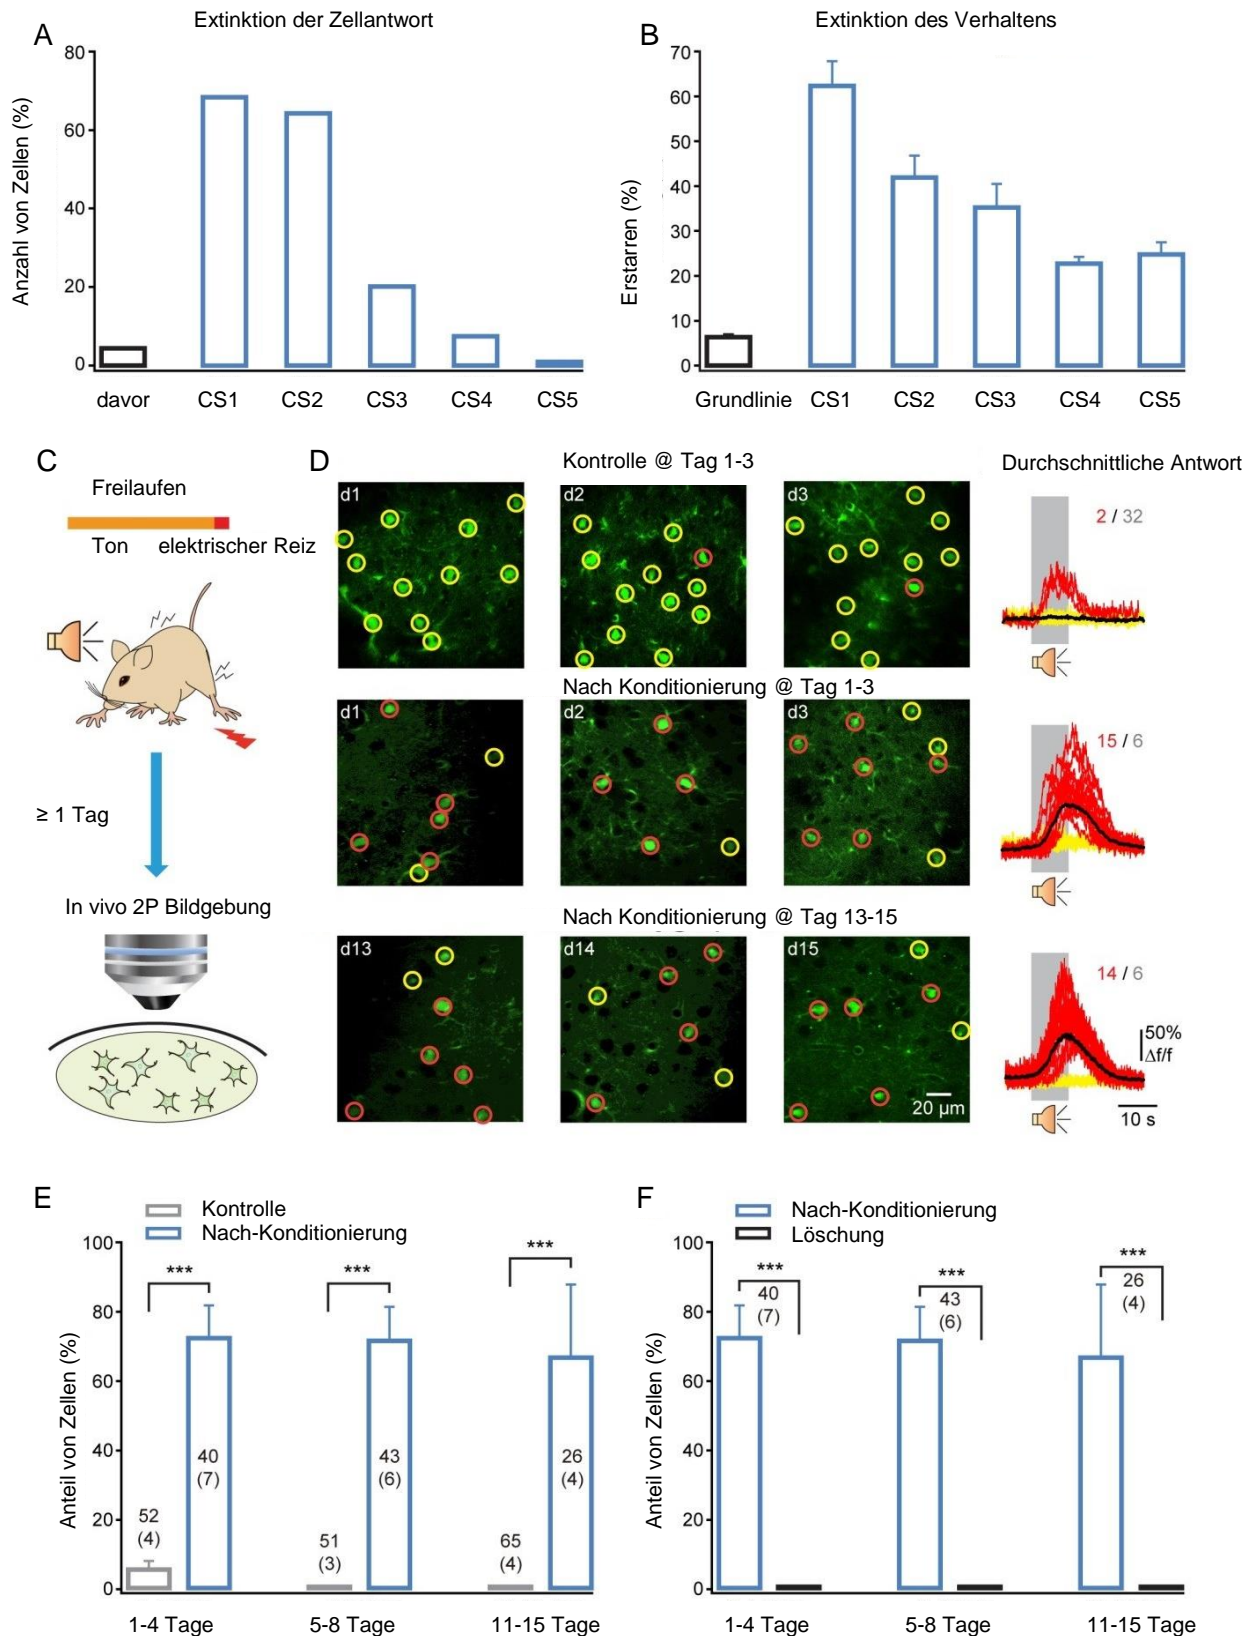 A
Extinktion der Zellantwort
Anzahl von Zellen (%)
80
60
40
20
0
davor CS1 CS2 CS3 CS4 CS5
B
Extinktion des Verhaltens
Erstarren (%)
70
60
50
40
30
20
10
0
Grundlinie CS1 CS2 CS3 CS4 CS5
C
Freilaufen
Ton elektrischer Reiz
≥ 1 Tag
In vivo 2P Bildgebung
D
Kontrolle @ Tag 1-3
Durchschnittliche Antwort
d1 d2 d3
2 / 32
Nach Konditionierung @ Tag 1-3
d1 d2 d3
15 / 6
Nach Konditionierung @ Tag 13-15
d13 d14 d15
14 / 6
50%
Δf/f
20 µm
10 s
E
Kontrolle
Nach-Konditionierung
Anteil von Zellen (%)
100
80
60
40
20
0
*** *** ***
52
(4)
40
(7)
51
(3)
43
(6)
65
(4)
26
(4)
1-4 Tage 5-8 Tage 11-15 Tage
F
Nach-Konditionierung
Löschung
Anteil von Zellen (%)
100
80
60
40
20
0
*** *** ***
40
(7)
43
(6)
26
(4)
1-4 Tage 5-8 Tage 11-15 Tage